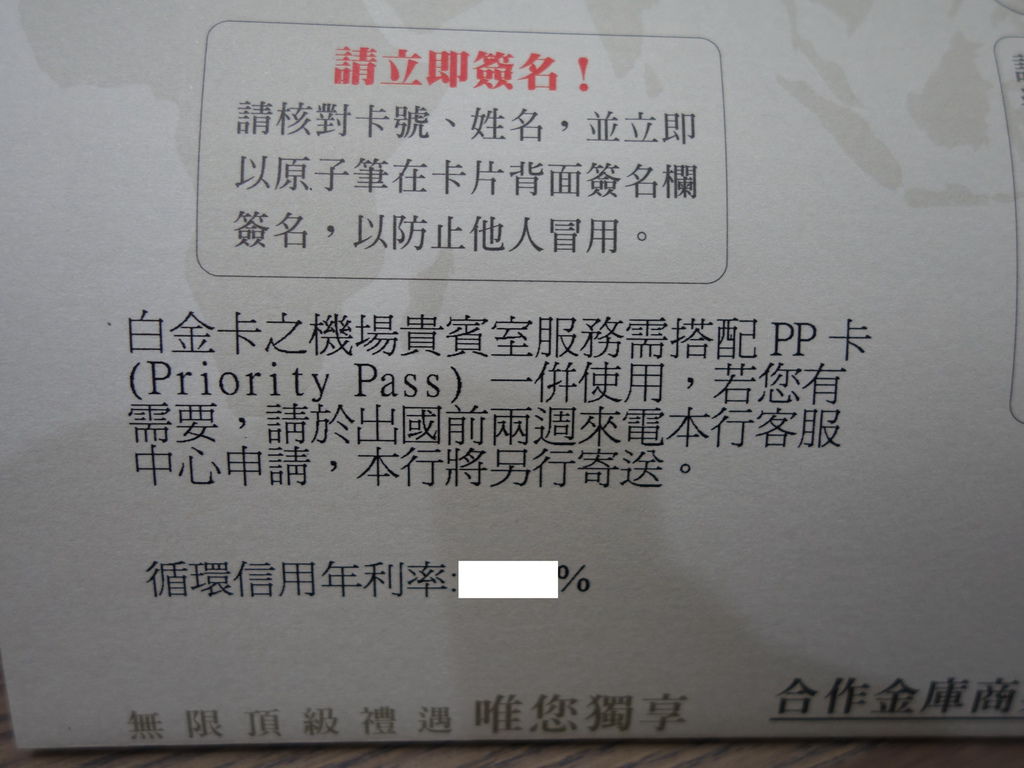 請立即簽名！
請核對卡號、姓名，並立即
以原子筆在卡片背面簽名欄
簽名，以防止他人冒用。
白金卡之機場貴賓室服務需搭配 PP 卡
(Priority Pass) 一併使用，若您有
需要，請於出國前兩週來電本行客服
中心申請，本行將另行寄送。
循環信用年利率: %
無限頂級禮遇 唯您獨享
合作金庫商